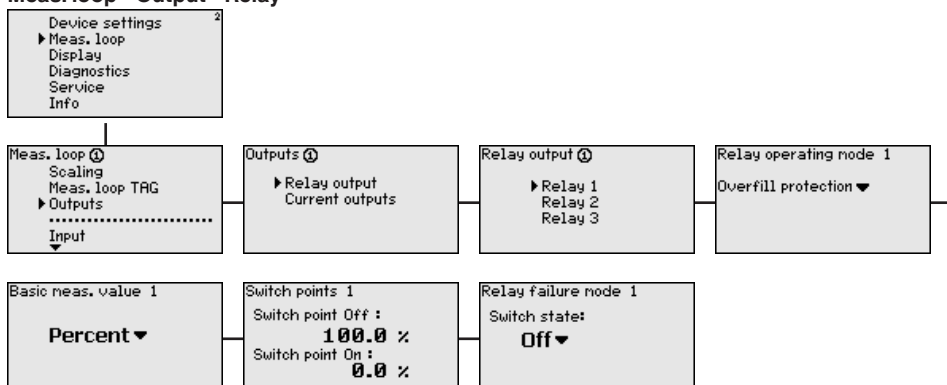 Meas. loop - Output - Relay
Device settings
2
Meas. loop
Display
Diagnostics
Service
Info
Meas. loop ①
Scaling
Meas. loop TAG
Outputs
Input
Outputs ①
Relay output
Current outputs
Relay output ①
Relay 1
Relay 2
Relay 3
Relay operating mode 1
Overfill protection
Basic meas. value 1
Percent
Switch points 1
Switch point Off :
100.0 %
Switch point On :
0.0 %
Relay failure mode 1
Switch state:
Off